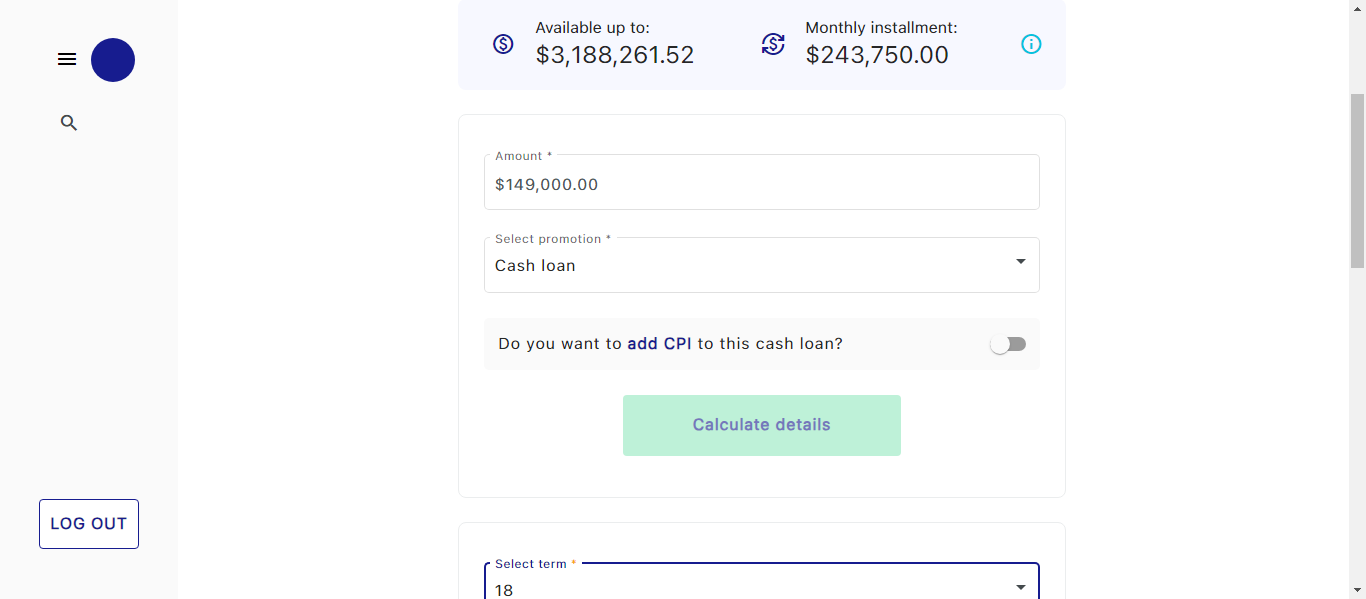 Available up to:
$3,188,261.52
Monthly installment:
$243,750.00
Amount *
$149,000.00
Select promotion *
Cash loan
Do you want to add CPI to this cash loan?
Calculate details
LOG OUT
Select term *
18